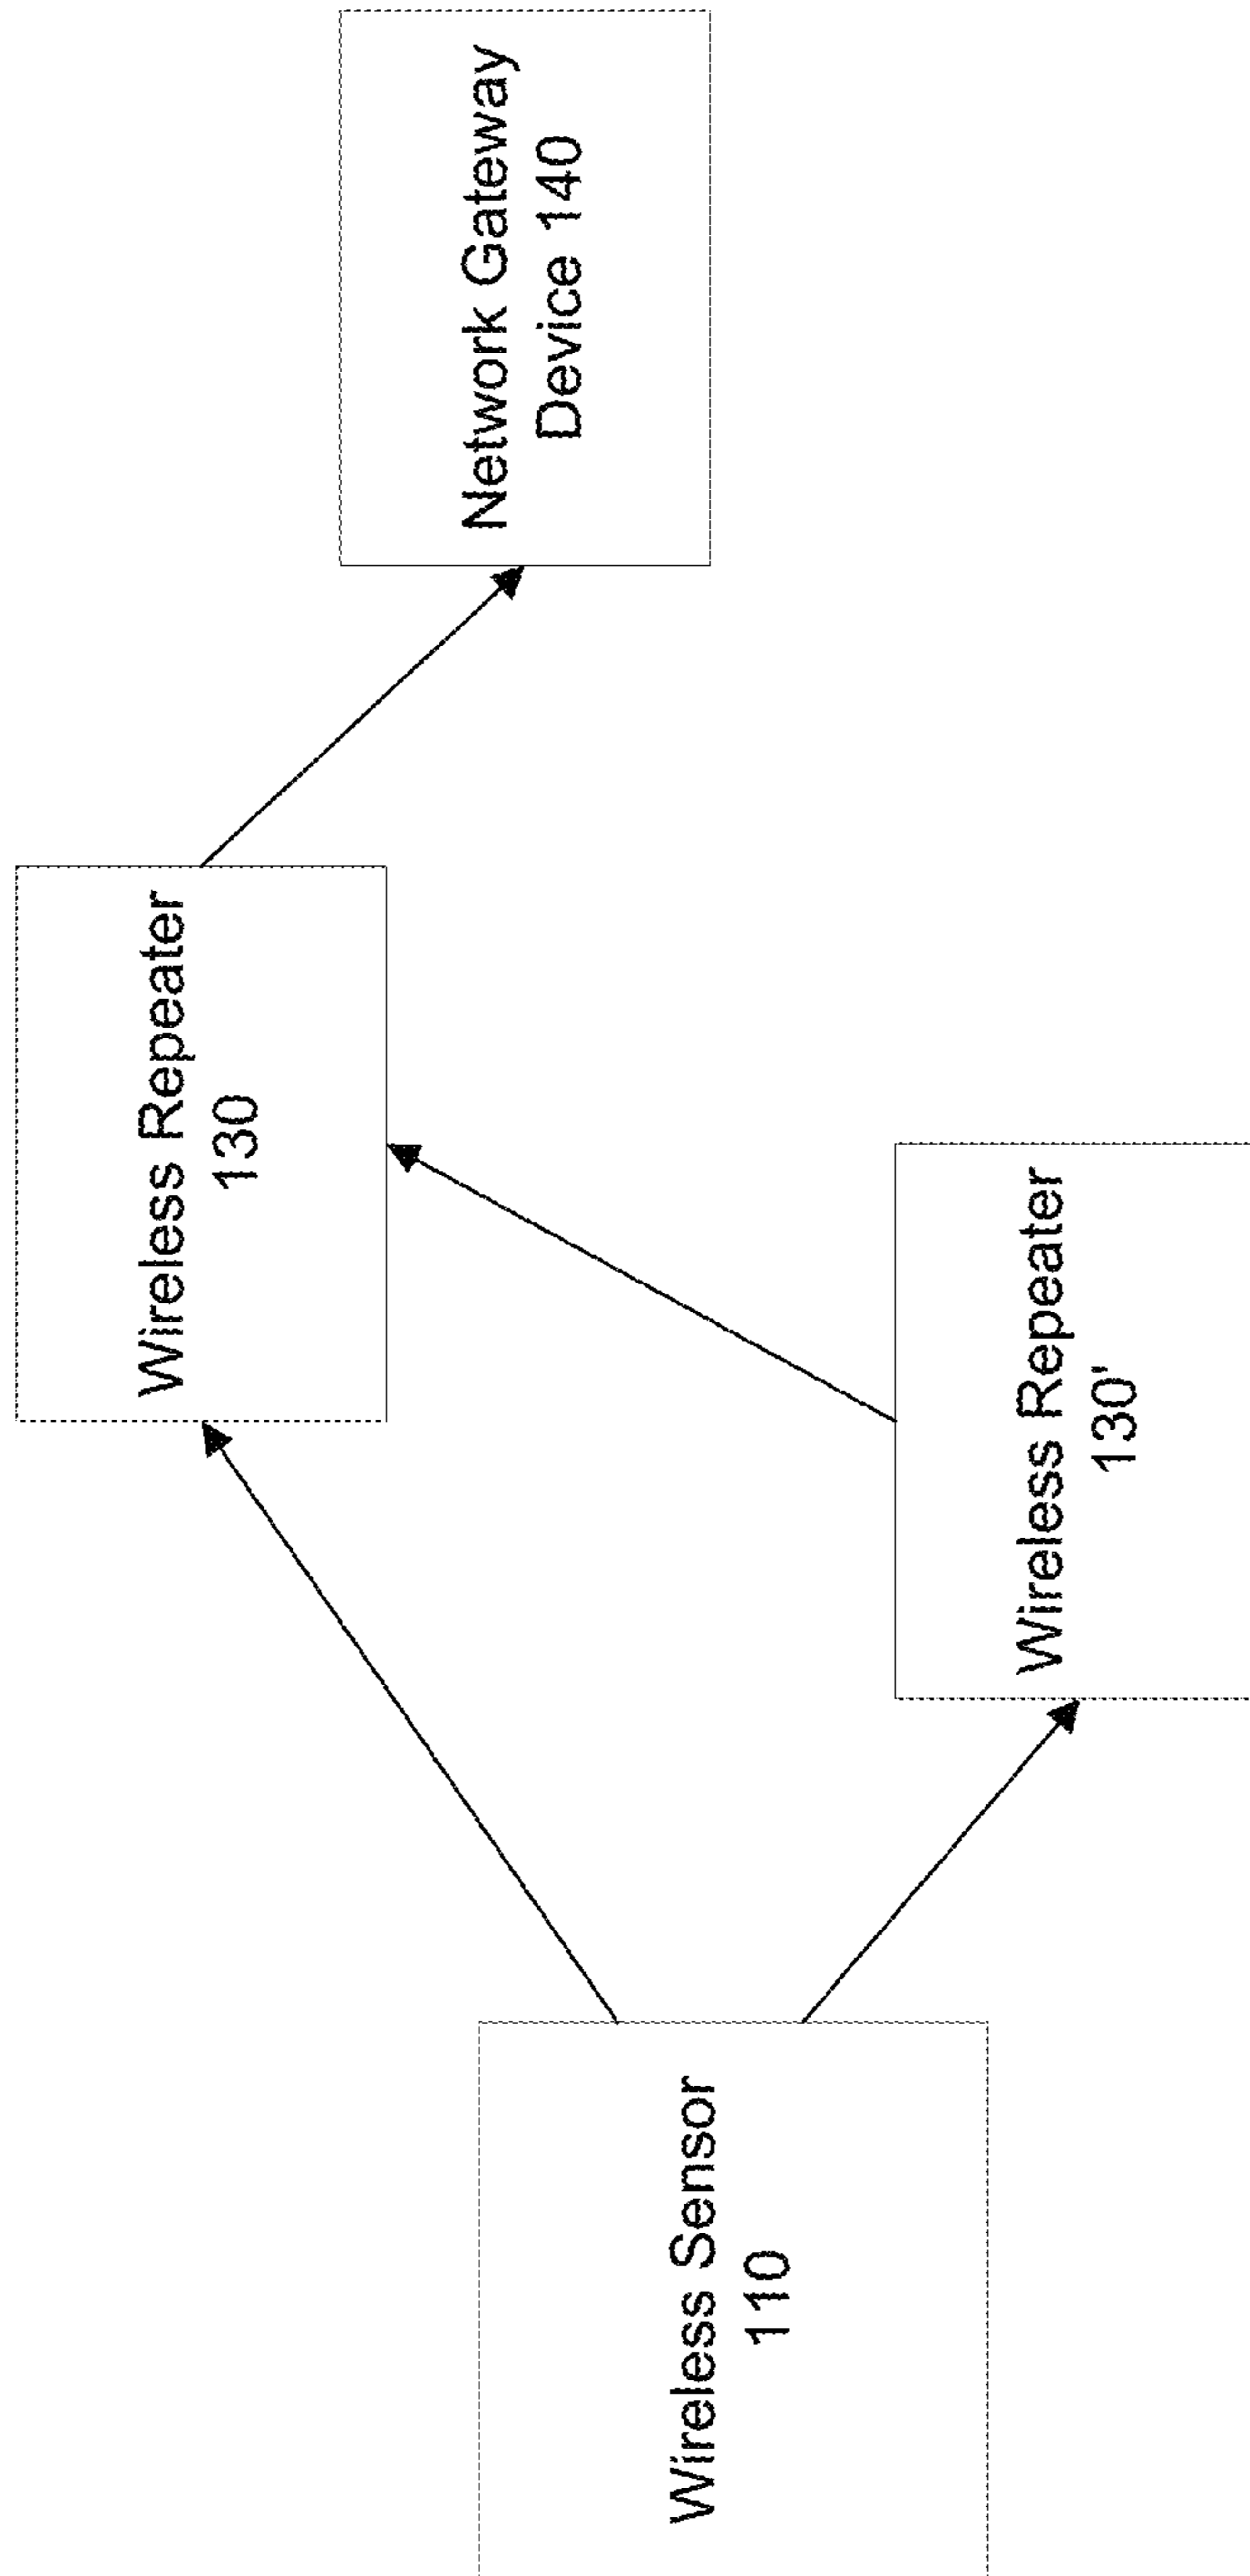 Wireless Sensor
110
Wireless Repeater
130
Wireless Repeater
130'
Network Gateway
Device 140